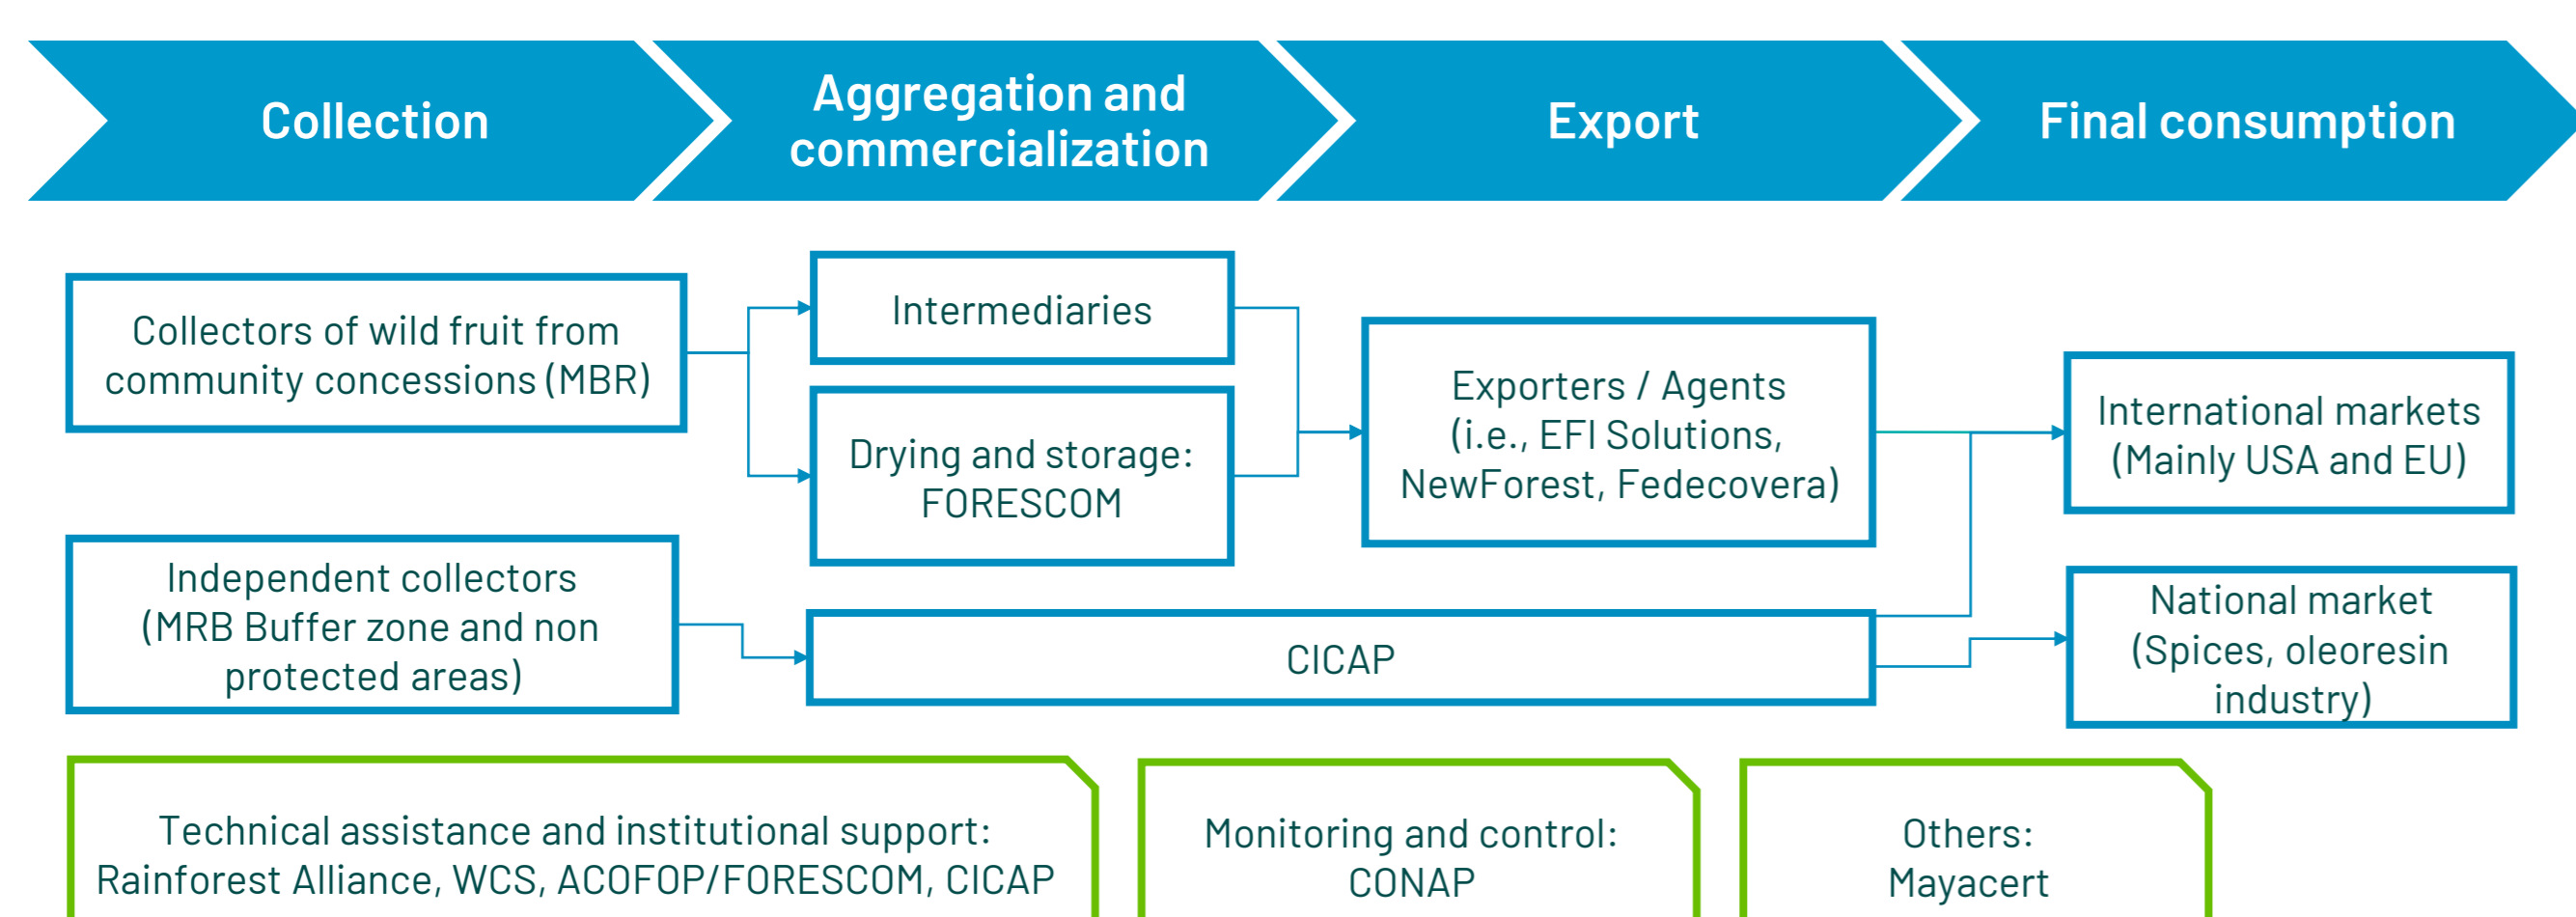 Collection
Aggregation and
commercialization
Export
Final consumption
Collectors of wild fruit from
community concessions (MBR)
Intermediaries
Drying and storage:
FORESCOM
Exporters / Agents
(i.e., EFI Solutions,
NewForest, Fedecovera)
International markets
(Mainly USA and EU)
Independent collectors
(MRB Buffer zone and non
protected areas)
CICAP
National market
(Spices, oleoresin
industry)
Technical assistance and institutional support:
Rainforest Alliance, WCS, ACOFOP/FORESCOM, CICAP
Monitoring and control:
CONAP
Others:
Mayacert